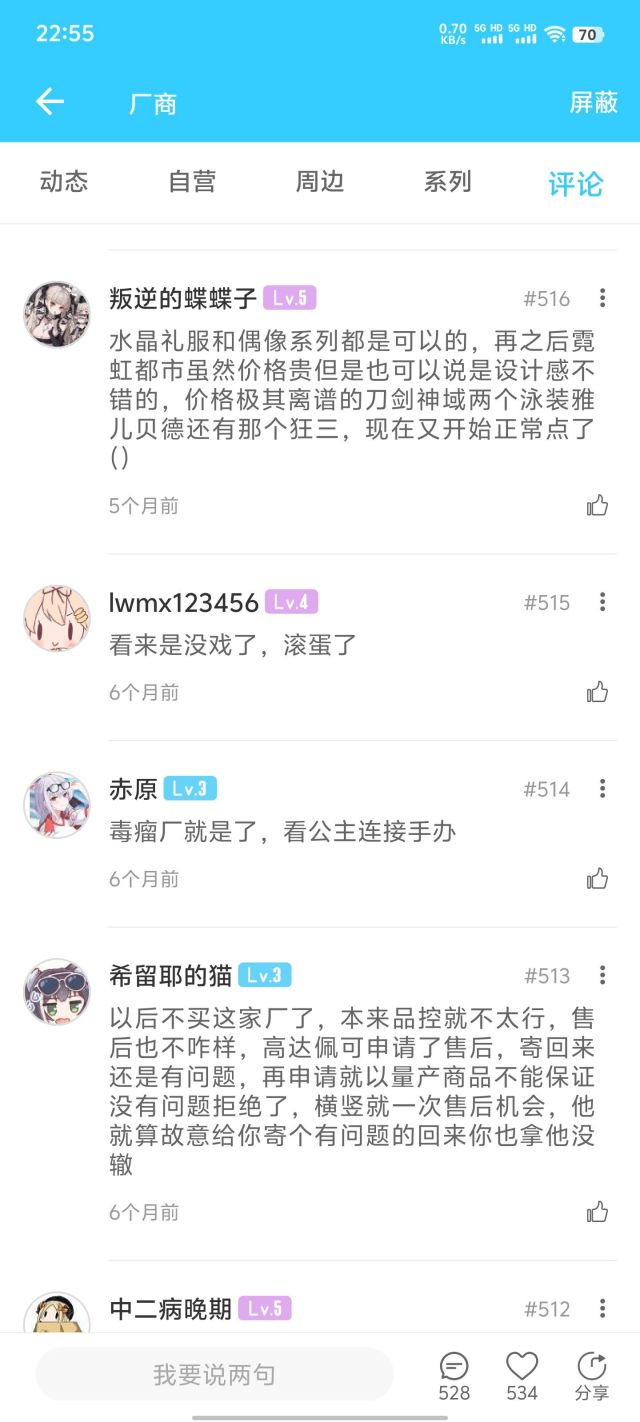 22:55
0.70 KB/s 5G HD 5G HD 70
厂商
屏蔽
动态 自营 周边 系列 评论
叛逆的蝶蝶子 Lv.5 #516
水晶礼服和偶像系列都是可以的，再之后霓
虹都市虽然价格贵但是也可以说是设计感不
错的，价格极其离谱的刀剑神域两个泳装雅
儿贝德还有那个狂三，现在又开始正常点了
()
5个月前
lwmx123456 Lv.4 #515
看来是没戏了，滚蛋了
6个月前
赤原 Lv.3 #514
毒瘤厂就是了，看公主连接手办
6个月前
希留耶的猫 Lv.3 #513
以后不买这家厂了，本来品控就不太行，售
后也不咋样，高达佩可申请了售后，寄回来
还是有问题，再申请就以量产商品不能保证
没有问题拒绝了，横竖就一次售后机会，他
就算故意给你寄个有问题的回来你也拿他没
辙
6个月前
中二病晚期 Lv.5 #512
我要说两句
528 534 分享